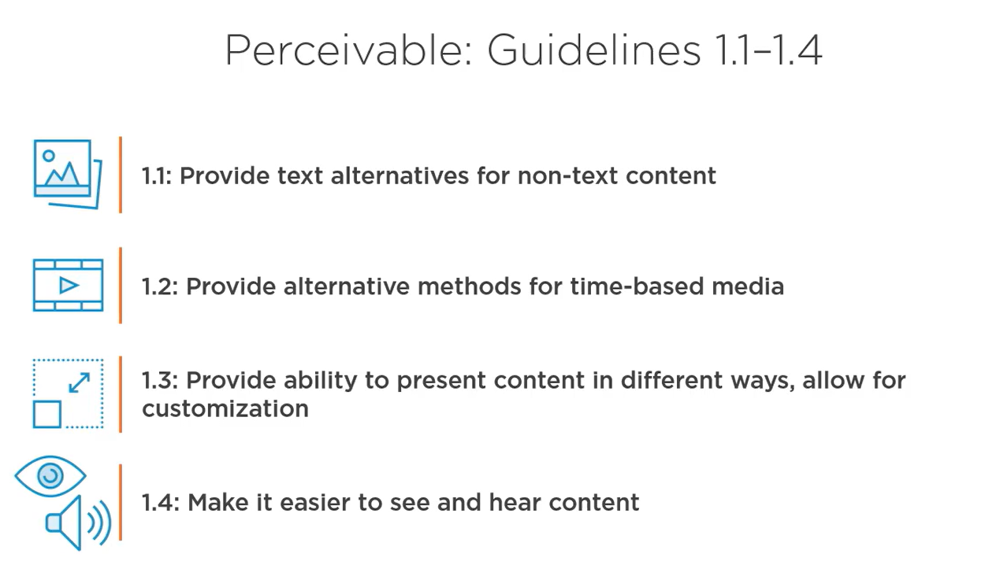 Perceivable: Guidelines 1.1–1.4
1.1: Provide text alternatives for non-text content
1.2: Provide alternative methods for time-based media
1.3: Provide ability to present content in different ways, allow for
customization
1.4: Make it easier to see and hear content